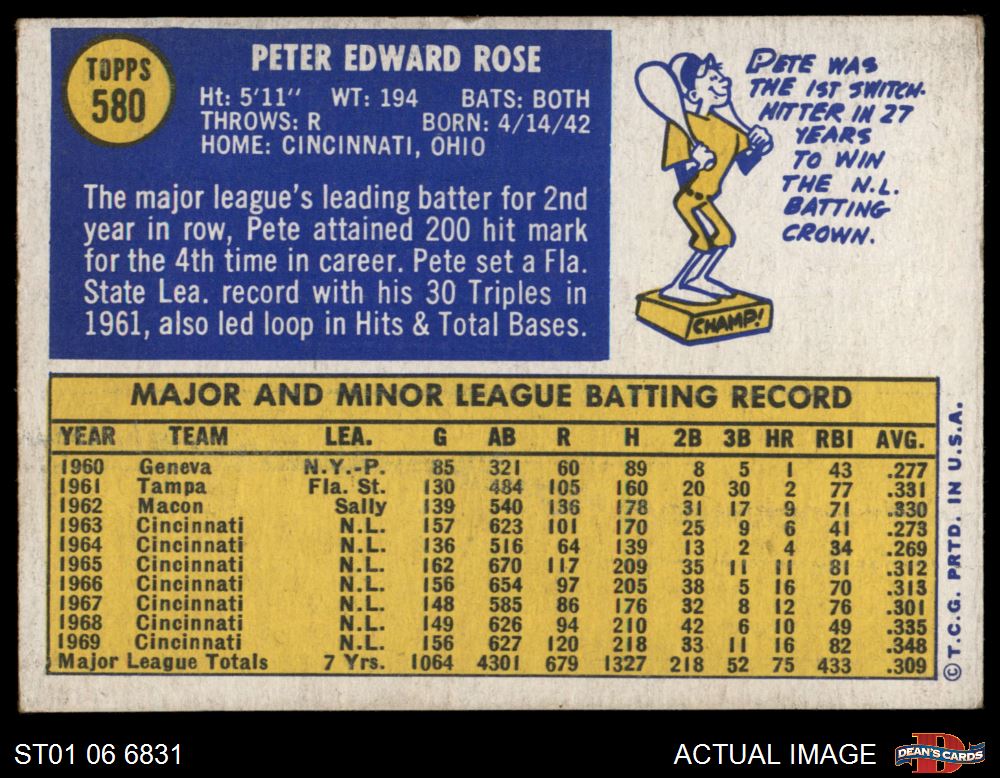 TOPPS
580
PETER EDWARD ROSE
Ht: 5'11" WT: 194 BATS: BOTH
THROWS: R BORN: 4/14/42
HOME: CINCINNATI, OHIO
The major league's leading batter for 2nd
year in row, Pete attained 200 hit mark
for the 4th time in career. Pete set a Fla.
State Lea. record with his 30 Triples in
1961, also led loop in Hits & Total Bases.
PETE WAS
THE 1ST SWITCH-
HITTER IN 27
YEARS
TO WIN
THE N.L.
BATTING
CROWN.
CHAMP!
MAJOR AND MINOR LEAGUE BATTING RECORD
YEAR TEAM LEA. G AB R H 2B 3B HR RBI AVG.
1960 Geneva N.Y.-P. 85 321 60 89 8 5 1 43 .277
1961 Tampa Fla. St. 130 484 105 160 20 30 2 77 .331
1962 Macon Sally 139 540 136 178 31 17 9 71 .330
1963 Cincinnati N.L. 157 623 101 170 25 9 6 41 .273
1964 Cincinnati N.L. 136 516 64 139 13 2 4 34 .269
1965 Cincinnati N.L. 162 670 117 209 35 11 11 81 .312
1966 Cincinnati N.L. 156 654 97 205 38 5 16 70 .313
1967 Cincinnati N.L. 148 585 86 176 32 8 12 76 .301
1968 Cincinnati N.L. 149 626 94 210 42 6 10 49 .335
1969 Cincinnati N.L. 156 627 120 218 33 11 16 82 .348
Major League Totals 7 Yrs. 1064 4301 679 1327 218 52 75 433 .309
© T.C.G. PRTD. IN U.S.A.
ST01 06 6831
ACTUAL IMAGE
D
DEAN'S CARDS